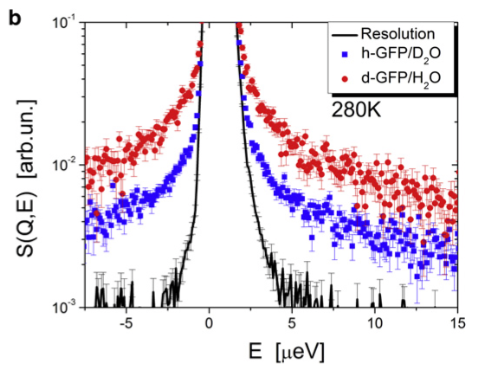 b
10⁻¹
10⁻²
10⁻³
S(Q,E) [arb.un.]
Resolution
h-GFP/D₂O
d-GFP/H₂O
280K
-5 0 5 10 15
E [μeV]